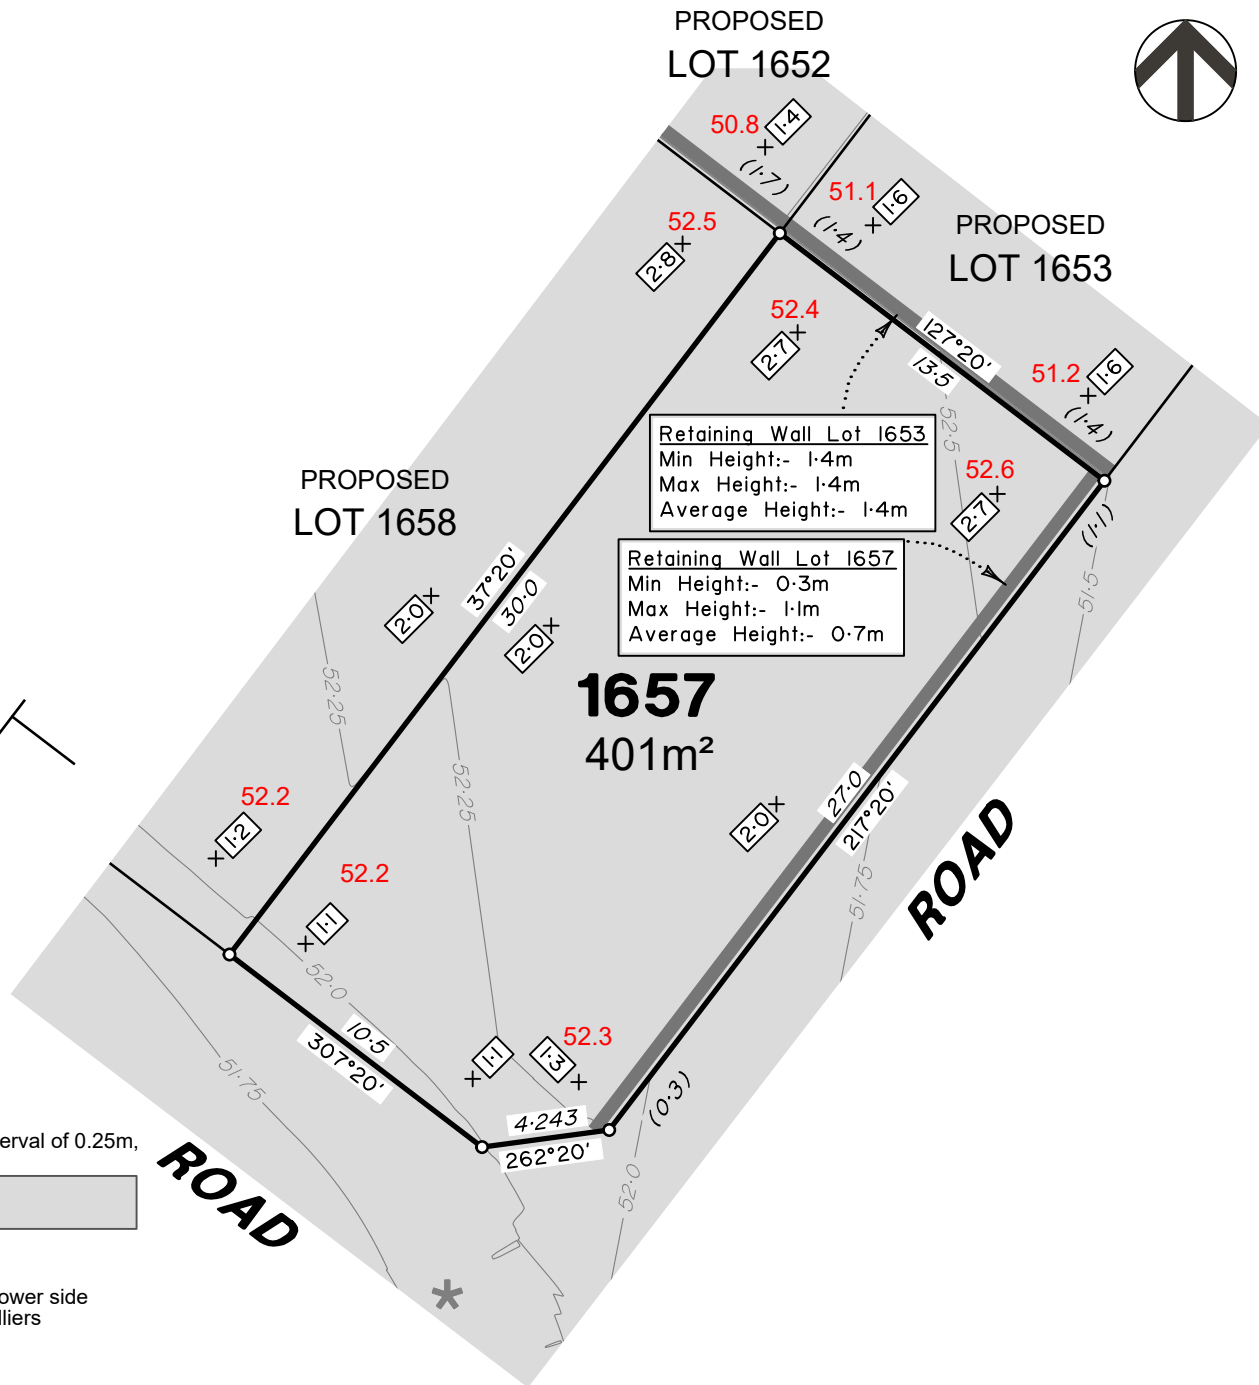 PROPOSED
LOT 1652
50.8
1·4
(1·7)
51.1
1·6
(1·4)
PROPOSED
LOT 1653
52.5
2·8
52.4
2·7
127°20'
13·5
51.2
1·6
(1·4)
52·5
Retaining Wall Lot 1653
Min Height:- 1·4m
Max Height:- 1·4m
Average Height:- 1·4m
52.6
2·7
(1·1)
PROPOSED
LOT 1658
Retaining Wall Lot 1657
Min Height:- 0·3m
Max Height:- 1·1m
Average Height:- 0·7m
37°20'
30·0
51·5
2·0
2·0
52·25
1657
401m²
52·25
27·0
217°20'
2·0
ROAD
52.2
1·2
52.2
1·1
51·75
52·0
10·5
307°20'
51·75
1·1
1·3
52.3
4·243
262°20'
(0·3)
52·0
erval of 0.25m,
ROAD
ower side
lliers
*